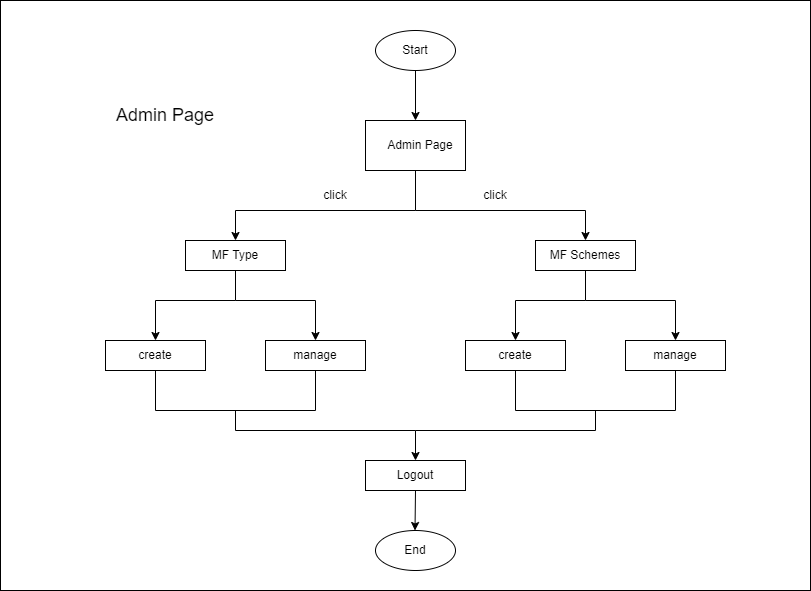 Start
Admin Page
Admin Page
click click
MF Type MF Schemes
create manage create manage
Logout
End